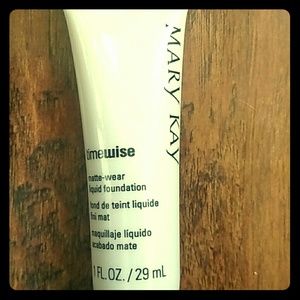 MARY KAY
timewise
matte-wear
liquid foundation
fond de teint liquide
fini mat
maquillaje líquido
acabado mate
1 FL.OZ./29 mL